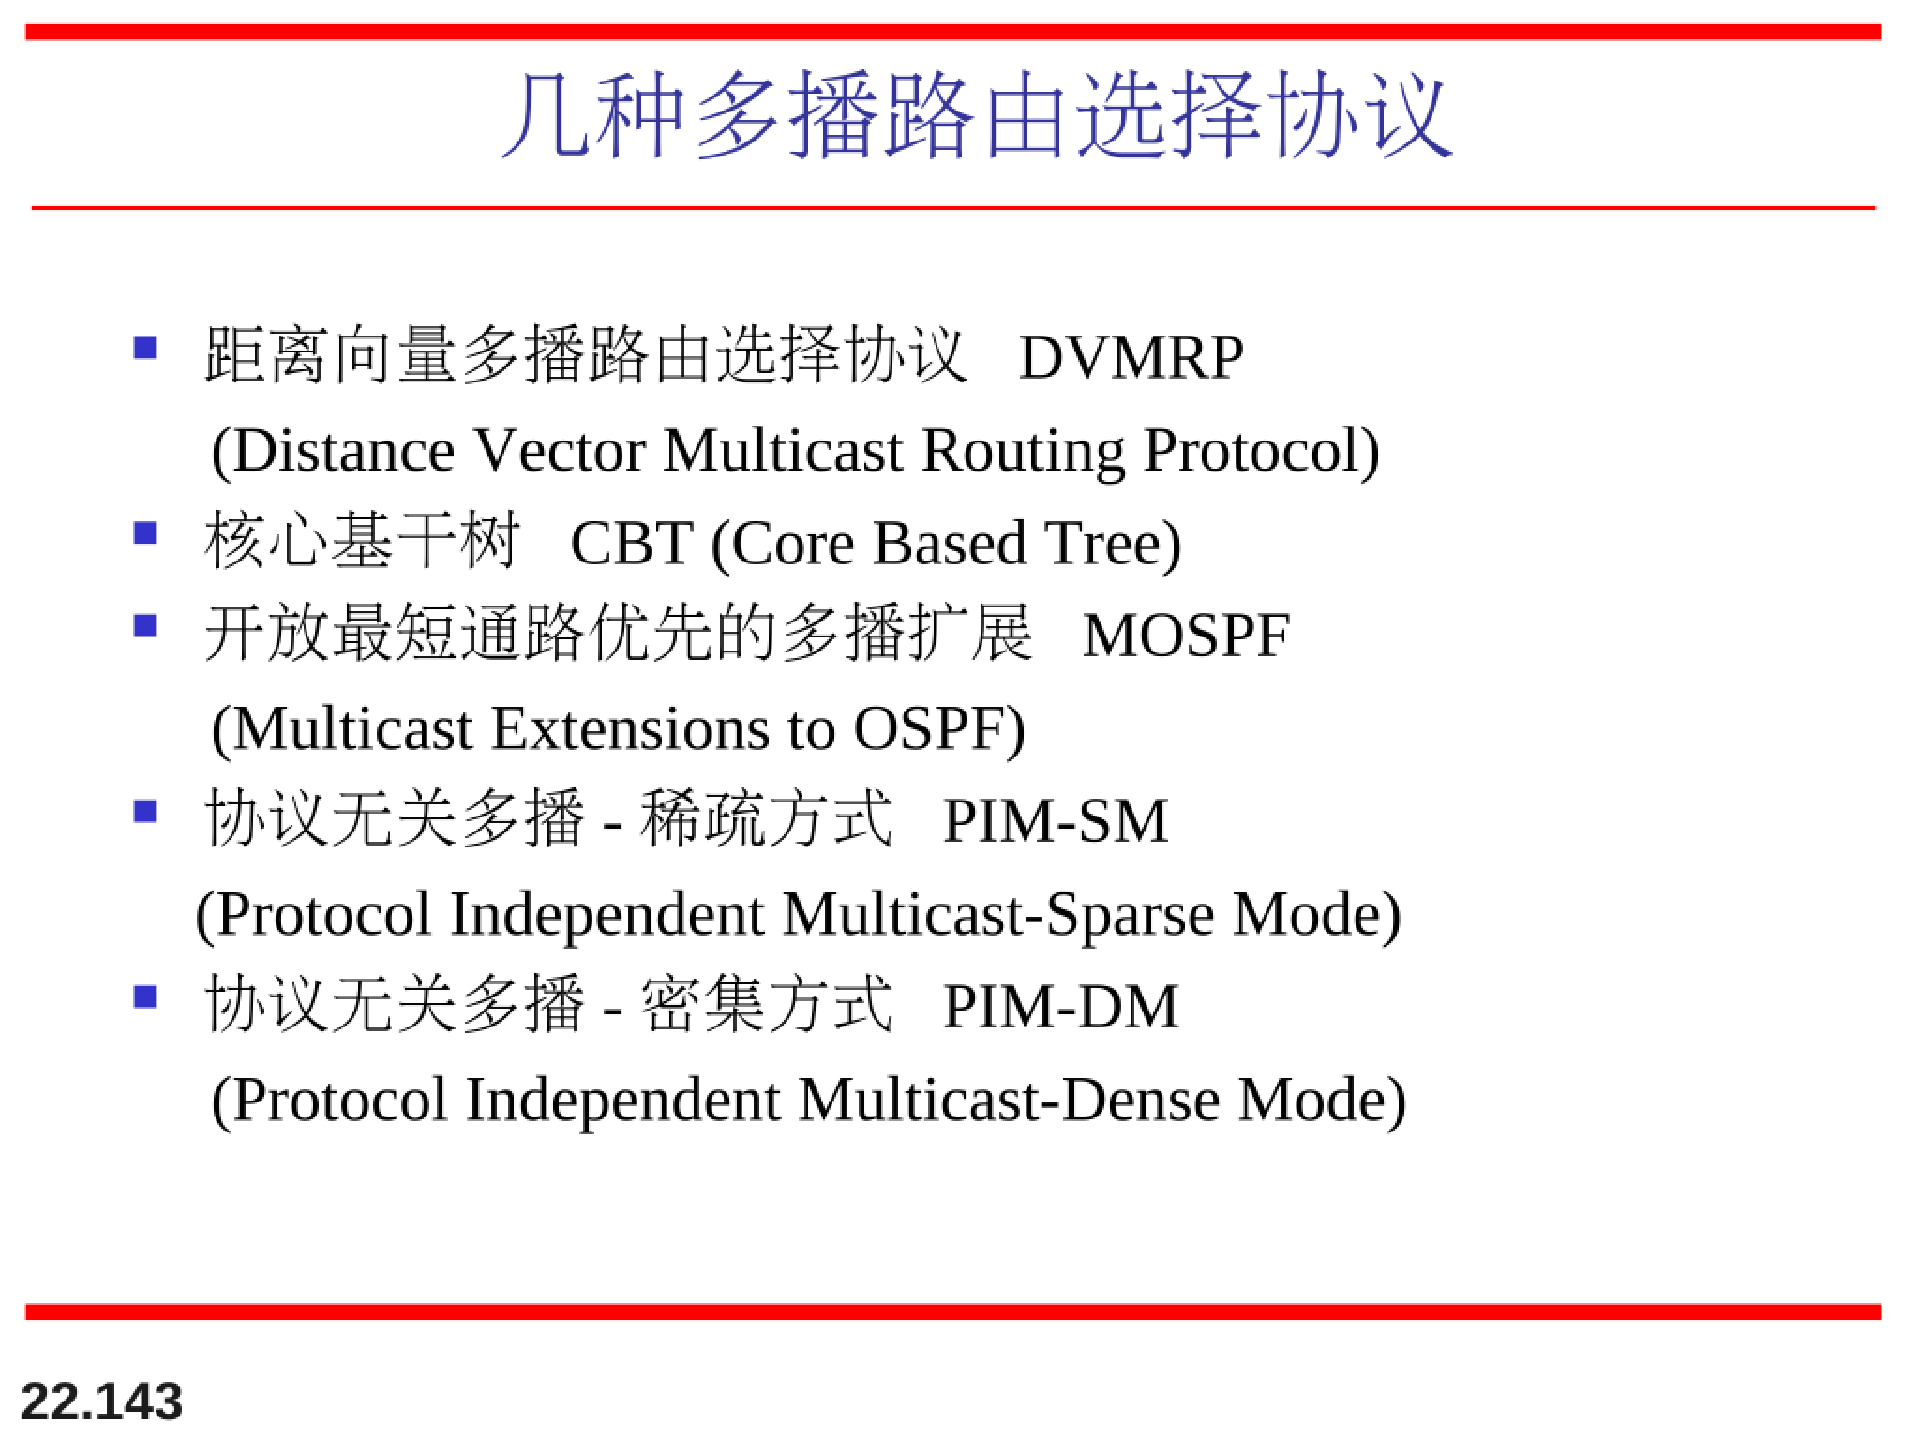 几种多播路由选择协议
距离向量多播路由选择协议 DVMRP
(Distance Vector Multicast Routing Protocol)
核心基干树 CBT (Core Based Tree)
开放最短通路优先的多播扩展 MOSPF
(Multicast Extensions to OSPF)
协议无关多播 - 稀疏方式 PIM-SM
(Protocol Independent Multicast-Sparse Mode)
协议无关多播 - 密集方式 PIM-DM
(Protocol Independent Multicast-Dense Mode)
22.143